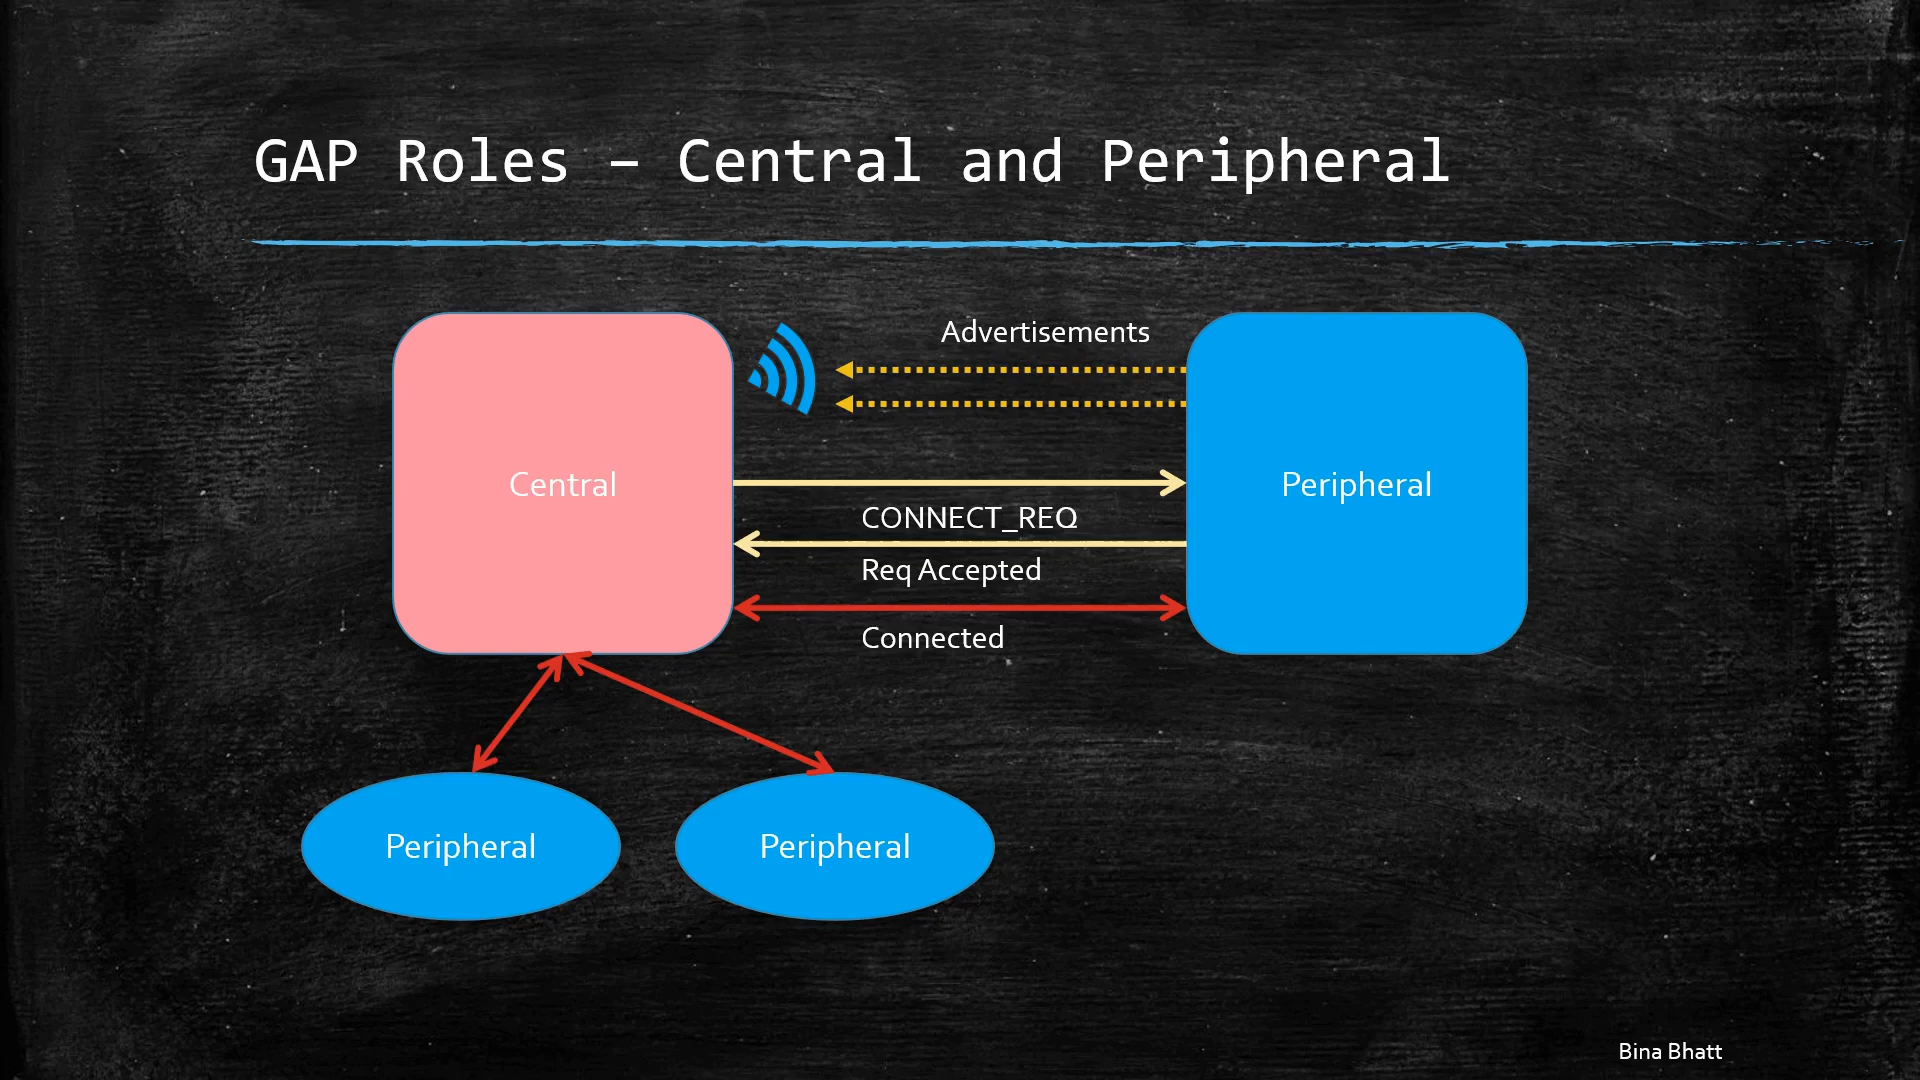 GAP Roles – Central and Peripheral
Advertisements
Central
Peripheral
CONNECT_REQ
Req Accepted
Connected
Peripheral
Peripheral
Bina Bhatt